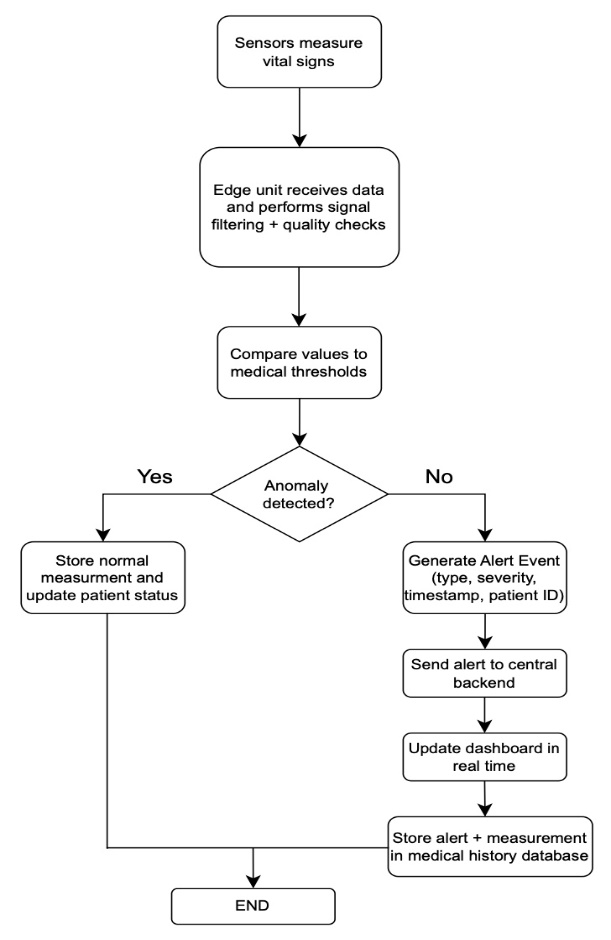 Sensors measure
vital signs
Edge unit receives data
and performs signal
filtering + quality checks
Compare values to
medical thresholds
Anomaly
detected?
Yes
No
Store normal
measurment and
update patient status
Generate Alert Event
(type, severity,
timestamp, patient ID)
Send alert to central
backend
Update dashboard in
real time
Store alert + measurement
in medical history database
END